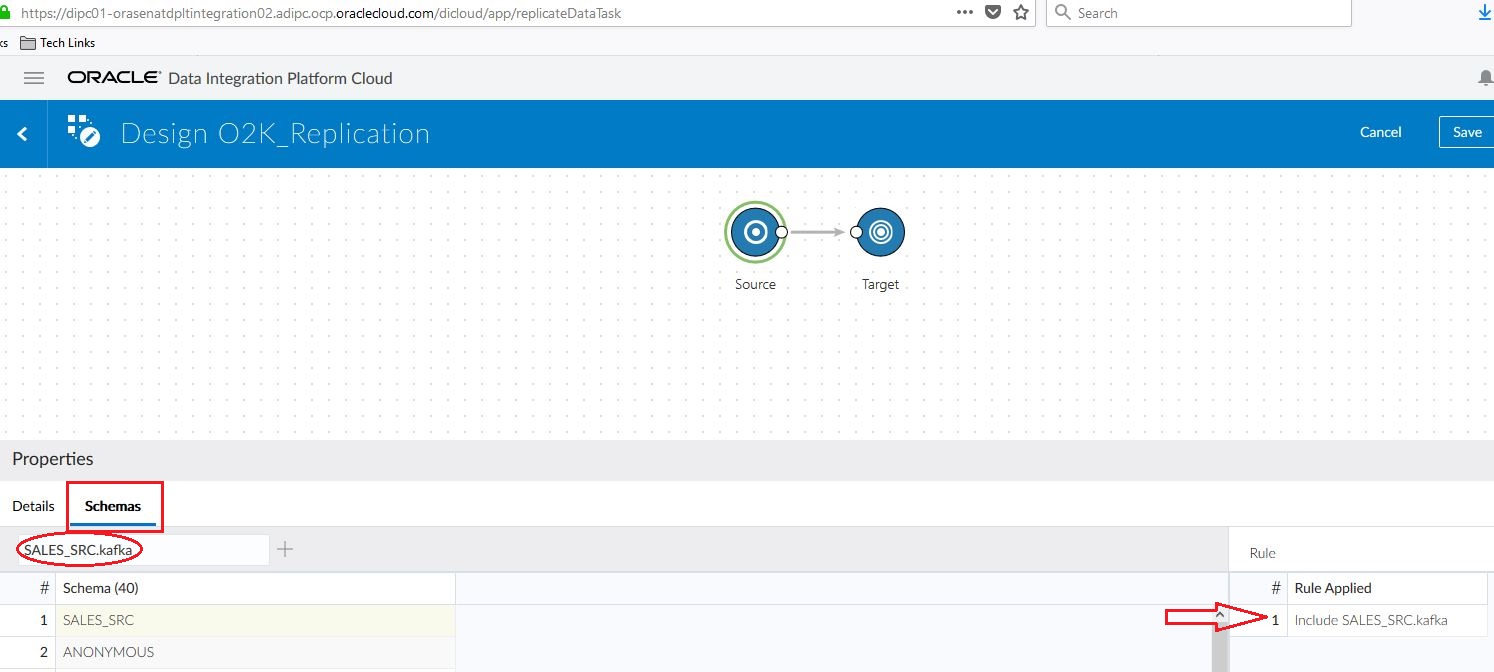 https://dipc01-orasenatdpltintegration02.adipc.ocp.oraclecloud.com/dicloud/app/replicateDataTask
Search
Tech Links
ORACLE Data Integration Platform Cloud
Design O2K_Replication
Cancel
Save
Source
Target
Properties
Details
Schemas
SALES_SRC.kafka
Rule
# Schema (40)
# Rule Applied
1 SALES_SRC
1 Include SALES_SRC.kafka
2 ANONYMOUS